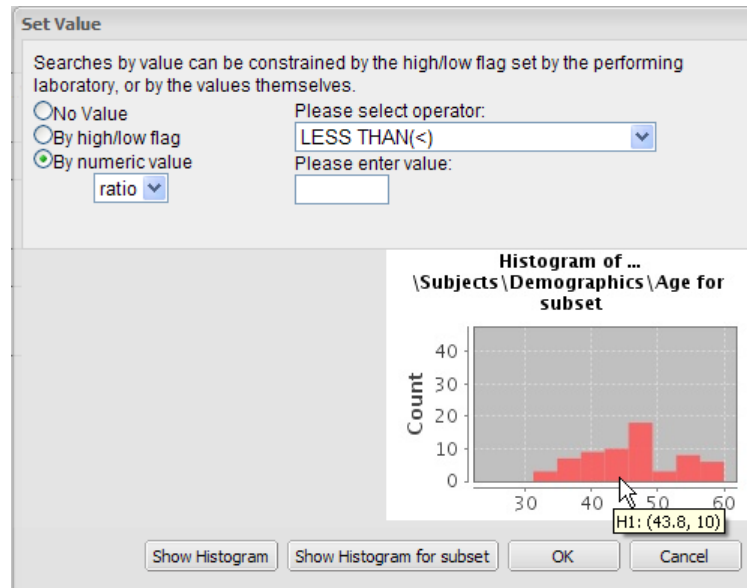 Set Value
Searches by value can be constrained by the high/low flag set by the performing
laboratory, or by the values themselves.
No Value
By high/low flag
By numeric value
ratio
Please select operator:
LESS THAN(<)
Please enter value:
Histogram of ...
\Subjects\Demographics\Age for
subset
Count
40
30
20
10
0
30 40 50 60
H1: (43.8, 10)
Show Histogram Show Histogram for subset OK Cancel